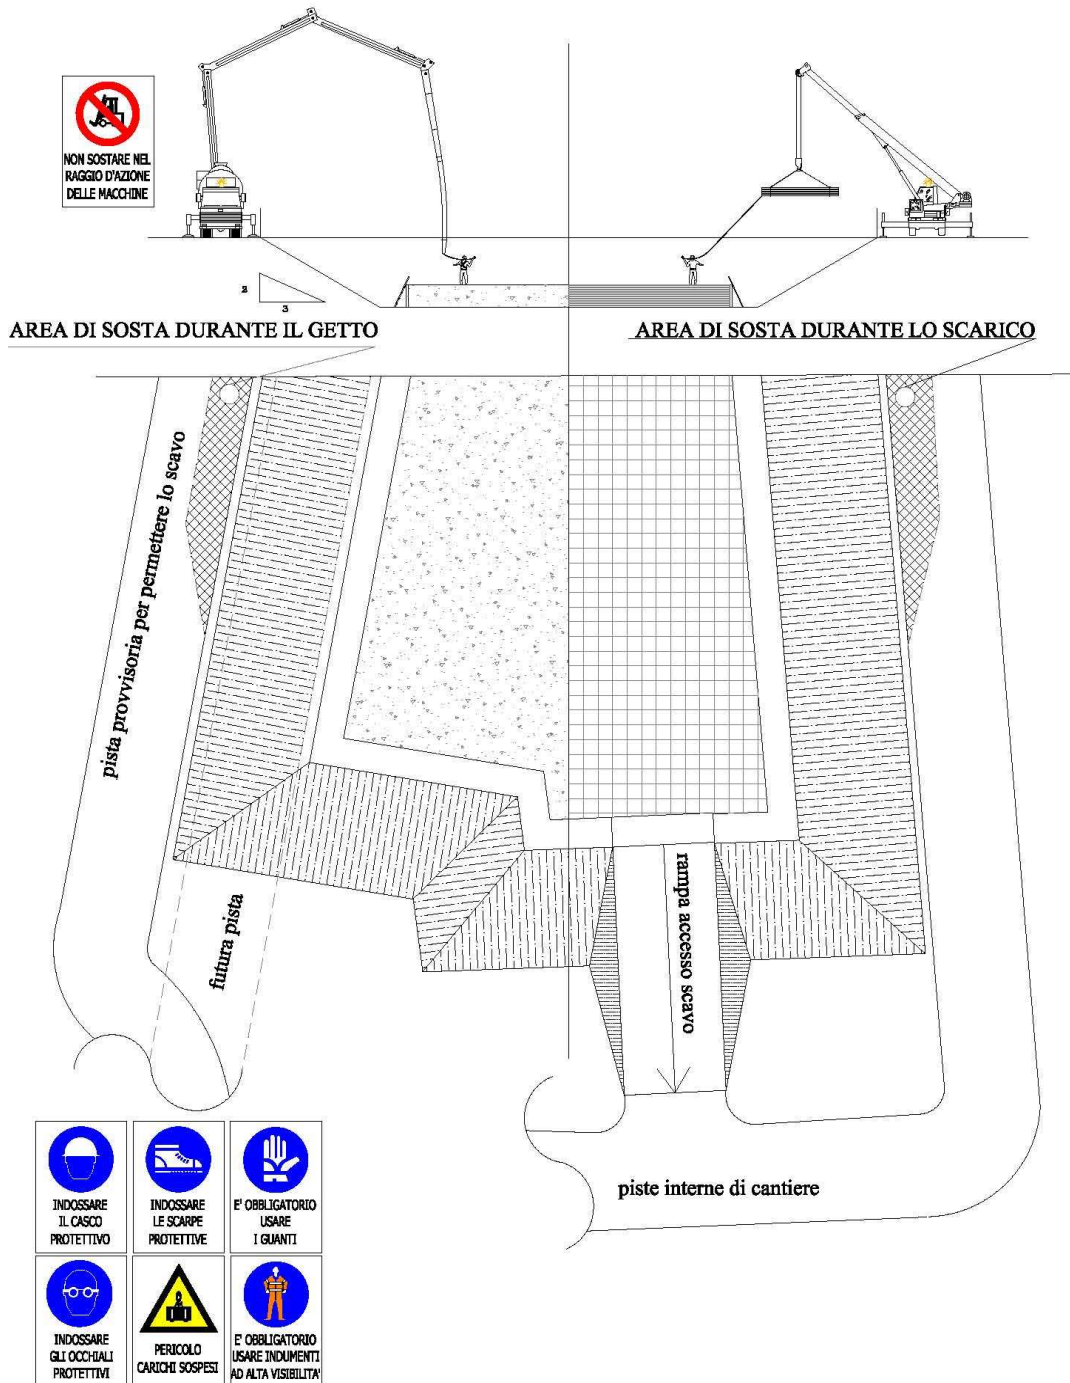 NON SOSTARE NEL
RAGGIO D'AZIONE
DELLE MACCHINE
2
3
AREA DI SOSTA DURANTE IL GETTO
AREA DI SOSTA DURANTE LO SCARICO
pista provvisoria per permettere lo scavo
futura pista
rampa accesso scavo
piste interne di cantiere
INDOSSARE
IL CASCO
PROTETTIVO
INDOSSARE
LE SCARPE
PROTETTIVE
E' OBBLIGATORIO
USARE
I GUANTI
INDOSSARE
GLI OCCHIALI
PROTETTIVI
PERICOLO
CARICHI SOSPESI
E' OBBLIGATORIO
USARE INDUMENTI
AD ALTA VISIBILITA'